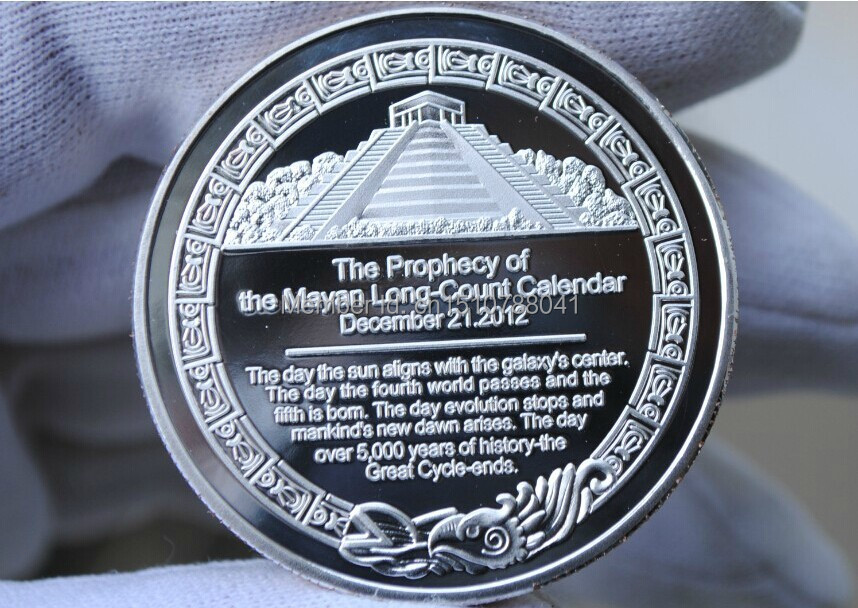 The Prophecy of
the Mayan Long-Count Calendar
December 21.2012
The day the sun aligns with the galaxy's center.
The day the fourth world passes and the
fifth is born. The day evolution stops and
mankind's new dawn arises. The day
over 5,000 years of history-the
Great Cycle-ends.